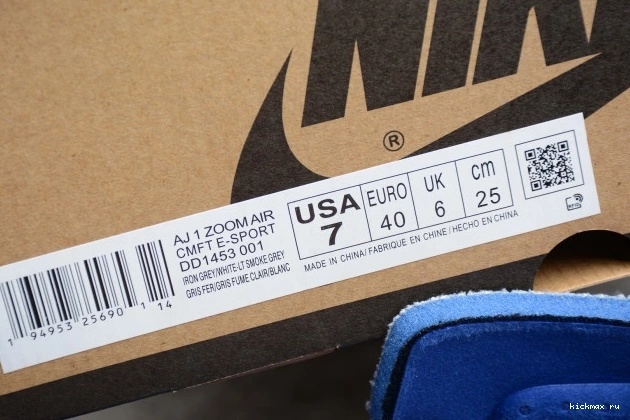 NIK
®
AJ 1 ZOOM AIR
CMFT E-SPORT
DD1453 001
IRON GREY/WHITE-LT SMOKE GREY
GRIS FER/GRIS FUME CLAIR/BLANC
1 94953 25690 1 14
USA
7
EURO
40
UK
6
cm
25
MADE IN CHINA/ FABRIQUE EN CHINE / HECHO EN CHINA
RFID
kickmax ru